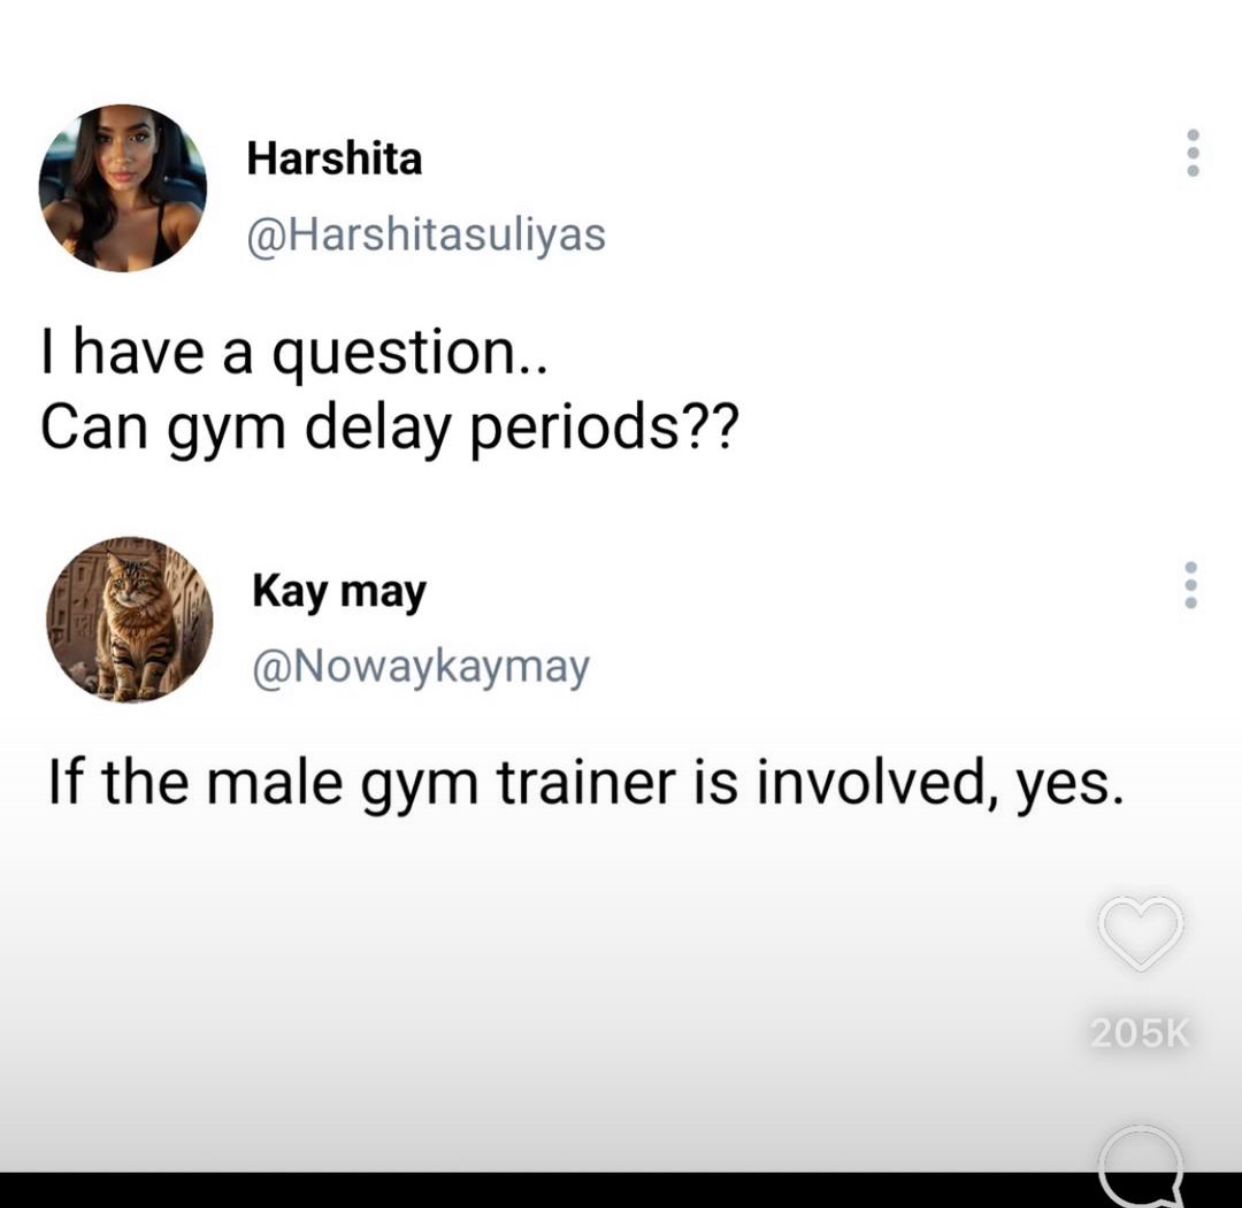 Harshita
@Harshitasuliyas
I have a question..
Can gym delay periods??
Kay may
@Nowaykaymay
If the male gym trainer is involved, yes.
205K